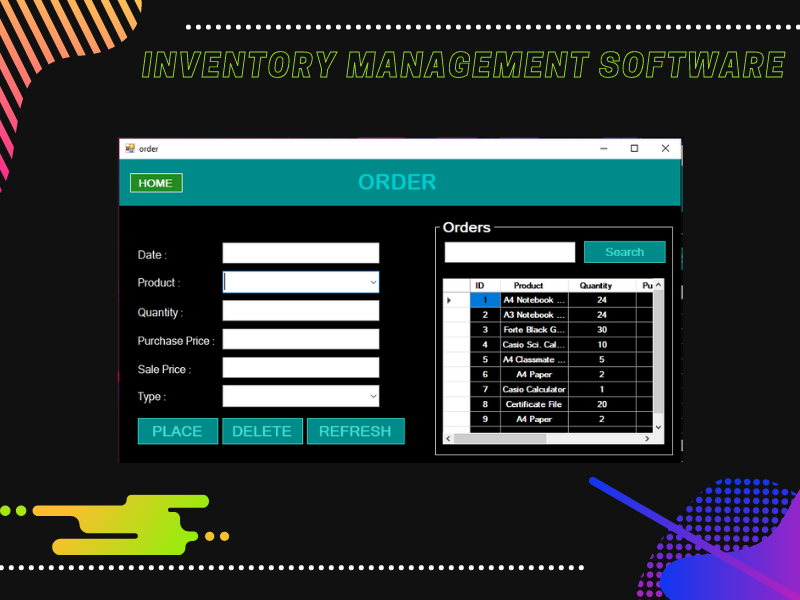 INVENTORY MANAGEMENT SOFTWARE
order
HOME
ORDER
Date :
Product :
Quantity :
Purchase Price :
Sale Price :
Type :
PLACE DELETE REFRESH
Orders
Search
ID Product Quantity Pu
1 A4 Notebook ... 24
2 A3 Notebook ... 24
3 Forte Black G... 30
4 Casio Sci. Cal... 10
5 A4 Classmate ... 5
6 A4 Paper 2
7 Casio Calculator 1
8 Certificate File 20
9 A4 Paper 2